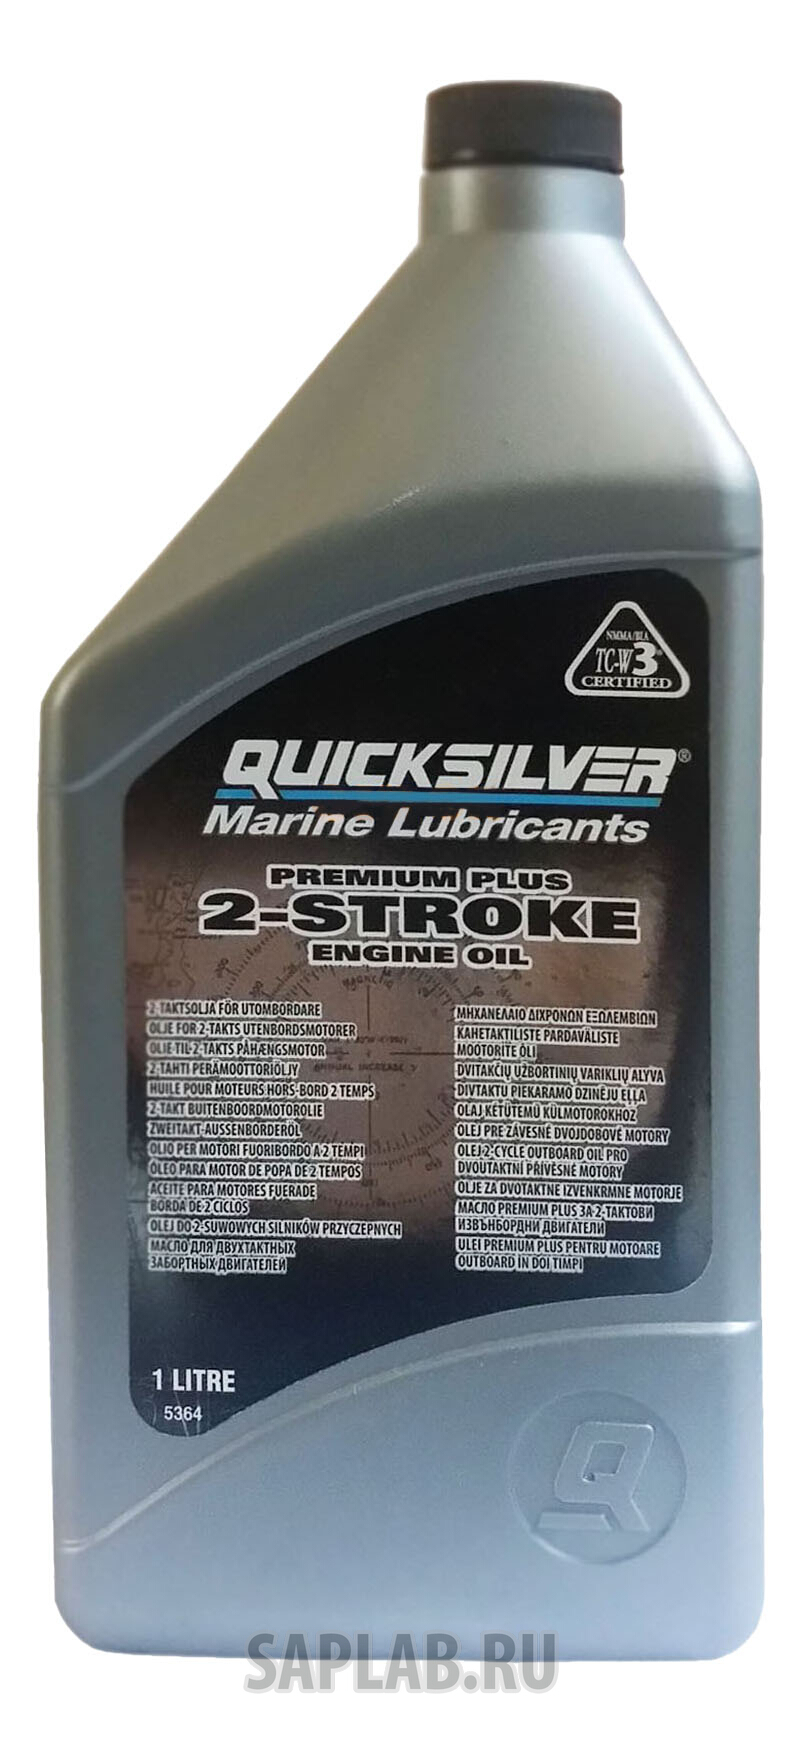 NMMA/BIA
TC-W3®
CERTIFIED
QUICKSILVER®
Marine Lubricants
PREMIUM PLUS
2-STROKE
ENGINE OIL
2-TAKTSOLJA FÖR UTOMBORDARE
OLJE FOR 2-TAKTS UTENBORDSMOTORER
OLIE TIL 2-TAKTS PÅHÆNGSMOTOR
2-TAHTI PERÄMOOTTORIÖLJY
HUILE POUR MOTEURS HORS-BORD 2 TEMPS
2-TAKT BUITENBOORDMOTOROLIE
ZWEITAKT-AUSSENBORDERÖL
OLIO PER MOTORI FUORIBORDO A 2 TEMPI
ÓLEO PARA MOTOR DE POPA DE 2 TEMPOS
ACEITE PARA MOTORES FUERADE
BORDA DE 2 CICLOS
OLEJ DO 2-SUWOWYCH SILNIKÓW PRZYCZEPNYCH
МАСЛО ДЛЯ ДВУХТАКТНЫХ
ЗАБОРТНЫХ ДВИГАТЕЛЕЙ
ΜΗΧΑΝΕΛΑΙΟ ΔΙΧΡΟΝΩΝ ΕΞΩΛΕΜΒΙΩΝ
KAHETAKTILISTE PARDAVÄLISTE
MOOTORITE ÕLI
DVITAKČIŲ UŽBORTINIŲ VARIKLIŲ ALYVA
DIVTAKTU PIEKARAMO DZINĒJU EĻĻA
OLAJ KÉTÜTEMŰ KÜLMOTOROKHOZ
OLEJ PRE ZÁVESNÉ DVOJDOBOVÉ MOTORY
OLEJ 2-CYCLE OUTBOARD OIL PRO
DVOUTAKTNÍ PŘÍVĚSNÉ MOTORY
OLJE ZA DVOTAKTNE IZVENKRMNE MOTORJE
МАСЛО PREMIUM PLUS ЗА 2-ТАКТОВИ
ИЗВЪНБОРДНИ ДВИГАТЕЛИ
ULEI PREMIUM PLUS PENTRU MOTOARE
OUTBOARD IN DOI TIMPI
1 LITRE
5364
Q
SAPLAB.RU